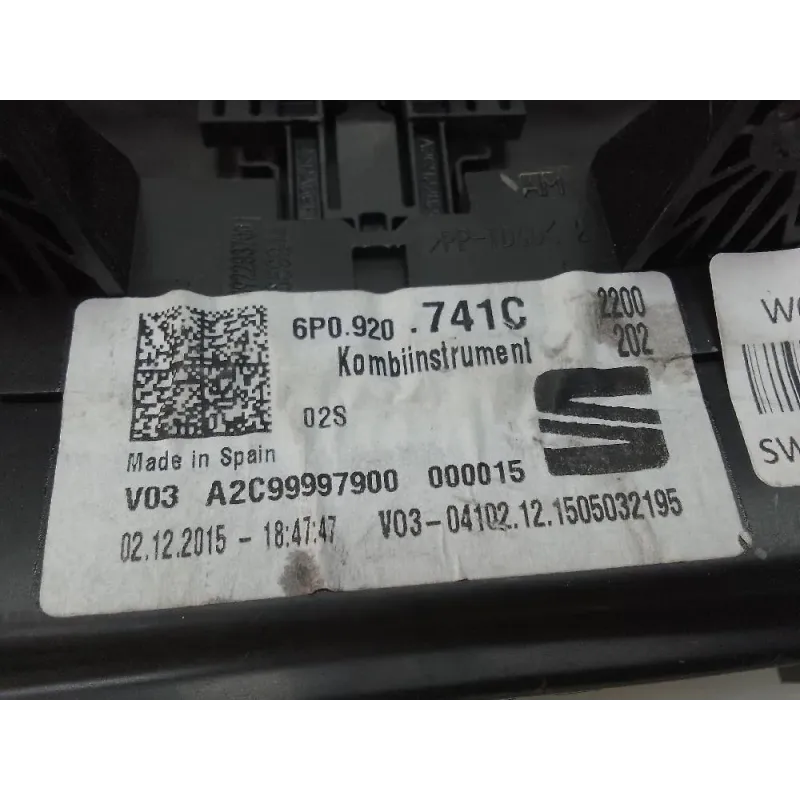 6P0.920 .741C 2200
Kombiinstrument 202
02S
Made in Spain
V03 A2C99997900 000015
02.12.2015 - 18:47:47 V03-04102.12.1505032195
SW